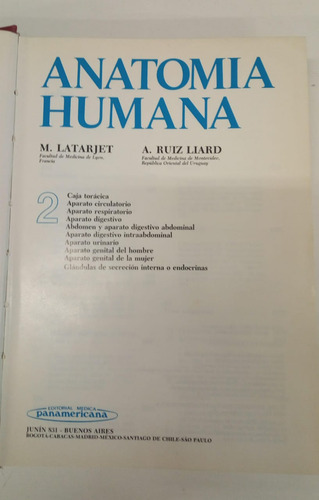 ANATOMIA
HUMANA
M. LATARJET A. RUIZ LIARD
Facultad de Medicina de Lyon, Facultad de Medicina de Montevideo,
Francia República Oriental del Uruguay
2
Caja torácica
Aparato circulatorio
Aparato respiratorio
Aparato digestivo
Abdomen y aparato digestivo abdominal
Aparato digestivo intraabdominal
Aparato urinario
Aparato genital del hombre
Aparato genital de la mujer
Glándulas de secreción interna o endocrinas
EDITORIAL MEDICA
panamericana
JUNIN 831 - BUENOS AIRES
BOGOTA-CARACAS-MADRID-MEXICO-SANTIAGO DE CHILE-SÃO PAULO